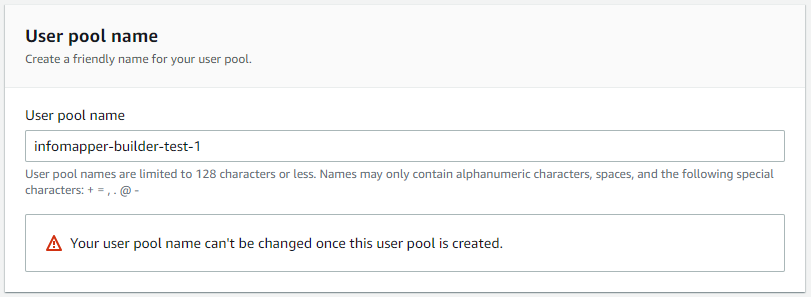 User pool name
Create a friendly name for your user pool.
User pool name
infomapper-builder-test-1
User pool names are limited to 128 characters or less. Names may only contain alphanumeric characters, spaces, and the following special
characters: + = , . @ -
Your user pool name can't be changed once this user pool is created.